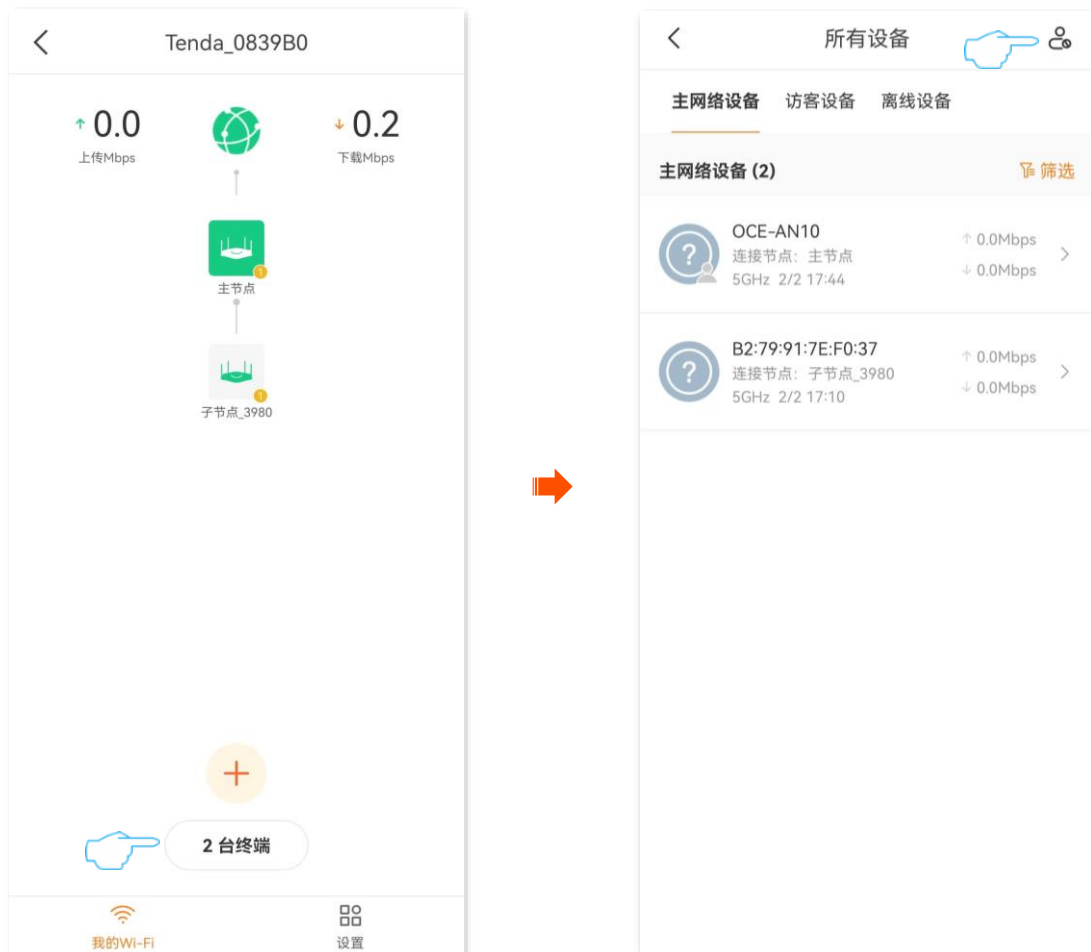 Tenda_0839B0
↑ 0.0
上传Mbps
↓ 0.2
下载Mbps
1
主节点
1
子节点_3980
2 台终端
我的Wi-Fi
设置
所有设备
主网络设备 访客设备 离线设备
主网络设备 (2) 筛选
OCE-AN10
连接节点：主节点
5GHz 2/2 17:44
↑ 0.0Mbps
↓ 0.0Mbps
B2:79:91:7E:F0:37
连接节点：子节点_3980
5GHz 2/2 17:10
↑ 0.0Mbps
↓ 0.0Mbps